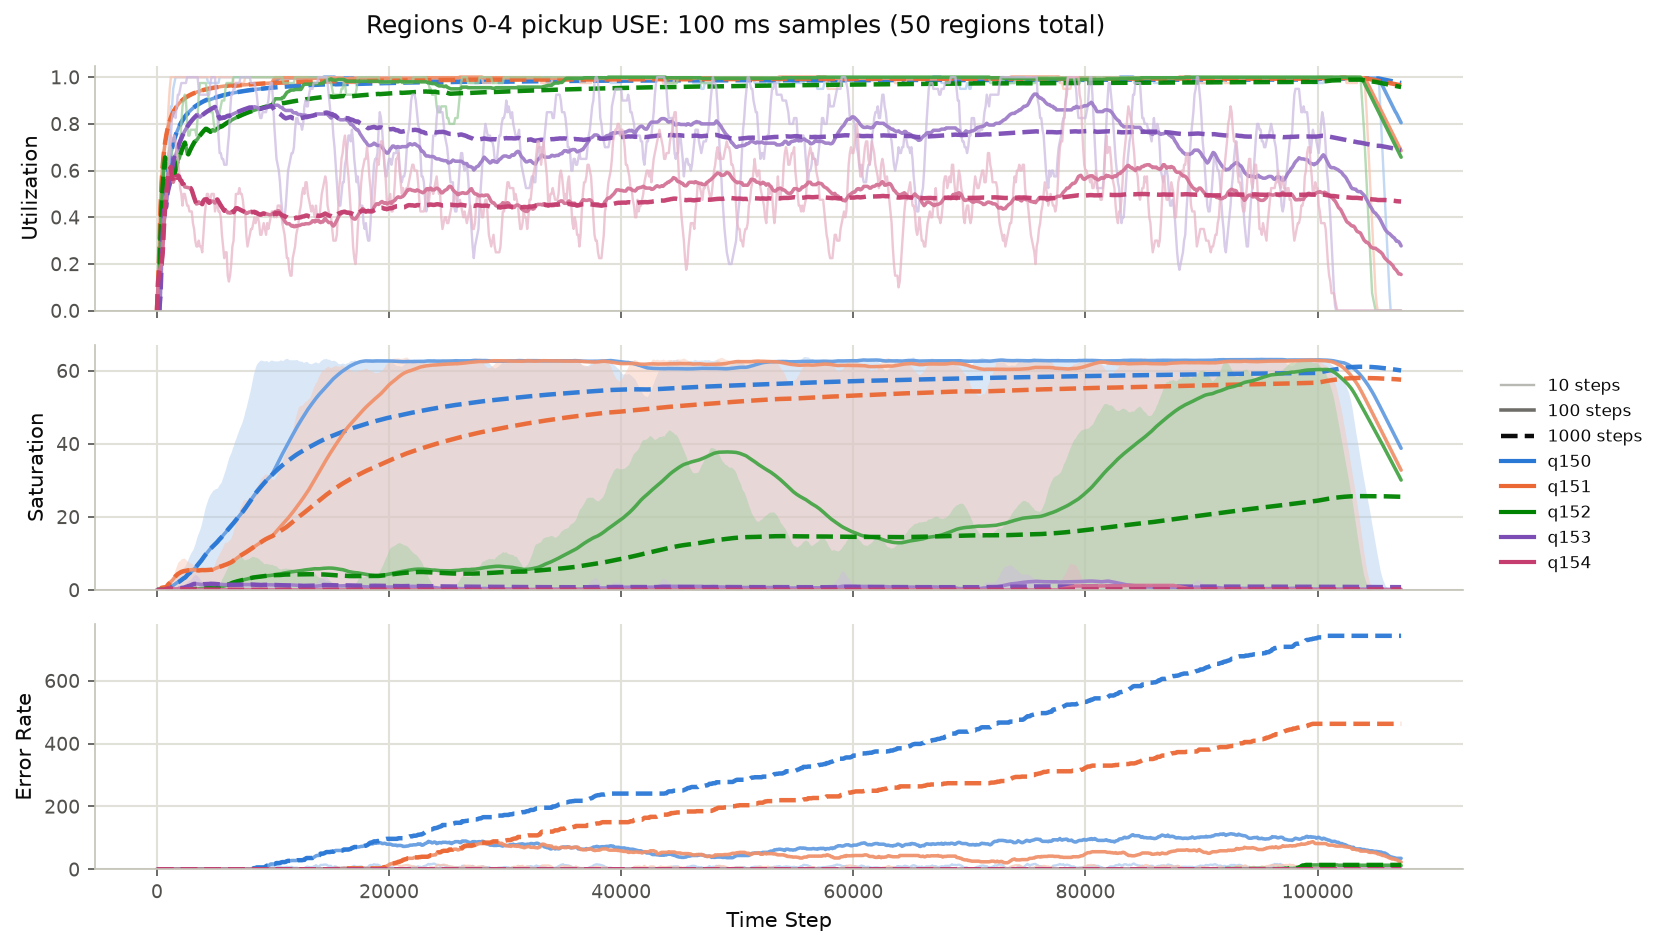 Regions 0-4 pickup USE: 100 ms samples (50 regions total)
Utilization
1.0
0.8
0.6
0.4
0.2
0.0
Saturation
60
40
20
0
Error Rate
600
400
200
0
0 20000 40000 60000 80000 100000
Time Step
10 steps
100 steps
1000 steps
q150
q151
q152
q153
q154